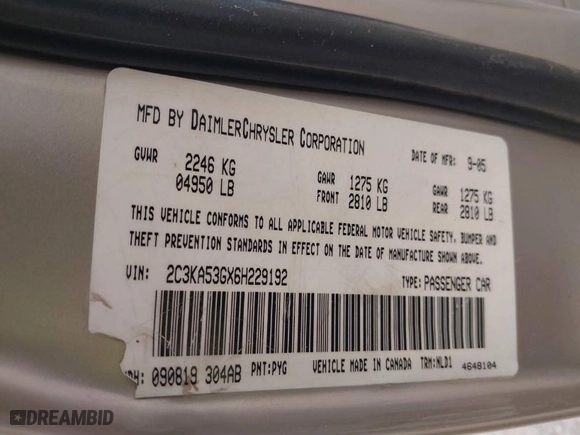 MFD BY DAIMLERCHRYSLER CORPORATION
DATE OF MFR: 9-05
GVWR 2246 KG 04950 LB
GAWR FRONT 1275 KG 2810 LB
GAWR REAR 1275 KG 2810 LB
THIS VEHICLE CONFORMS TO ALL APPLICABLE FEDERAL MOTOR VEHICLE SAFETY, BUMPER AND
THEFT PREVENTION STANDARDS IN EFFECT ON THE DATE OF MANUFACTURE SHOWN ABOVE.
VIN: 2C3KA53GX6H229192 TYPE: PASSENGER CAR
090819 304AB PNT:PYG VEHICLE MADE IN CANADA TRM:NLD1 4648104
DREAMBID